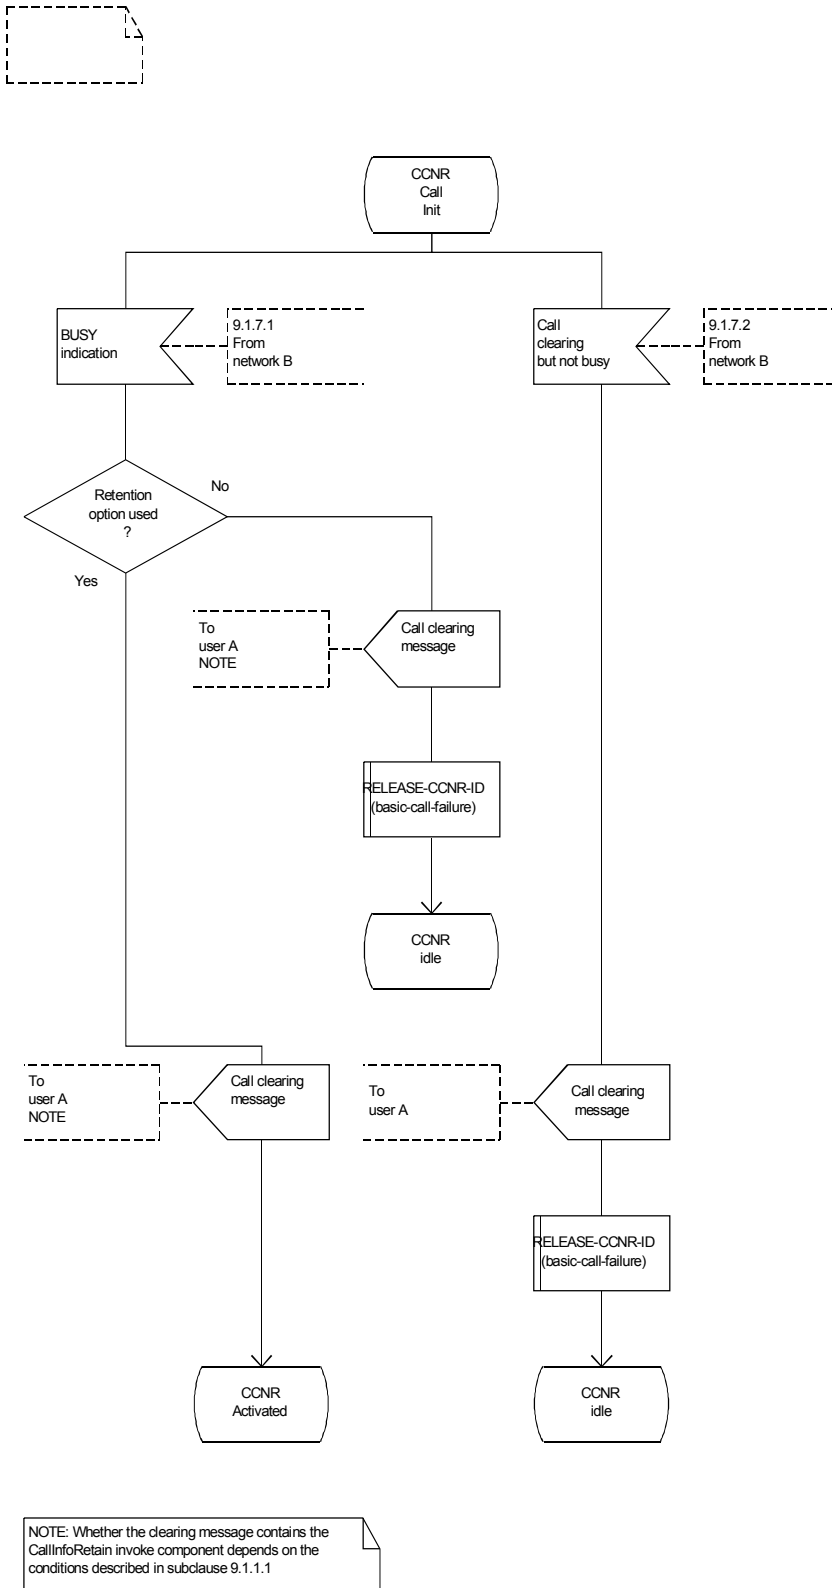 CCNR
Call
Init
BUSY
indication
9.1.7.1
From
network B
Call
clearing
but not busy
9.1.7.2
From
network B
Retention
option used
?
No
Yes
To
user A
NOTE
Call clearing
message
RELEASE-CCNR-ID
(basic-call-failure)
CCNR
idle
To
user A
NOTE
Call clearing
message
To
user A
Call clearing
message
RELEASE-CCNR-ID
(basic-call-failure)
CCNR
Activated
CCNR
idle
NOTE: Whether the clearing message contains the
CallInfoRetain invoke component depends on the
conditions described in subclause 9.1.1.1